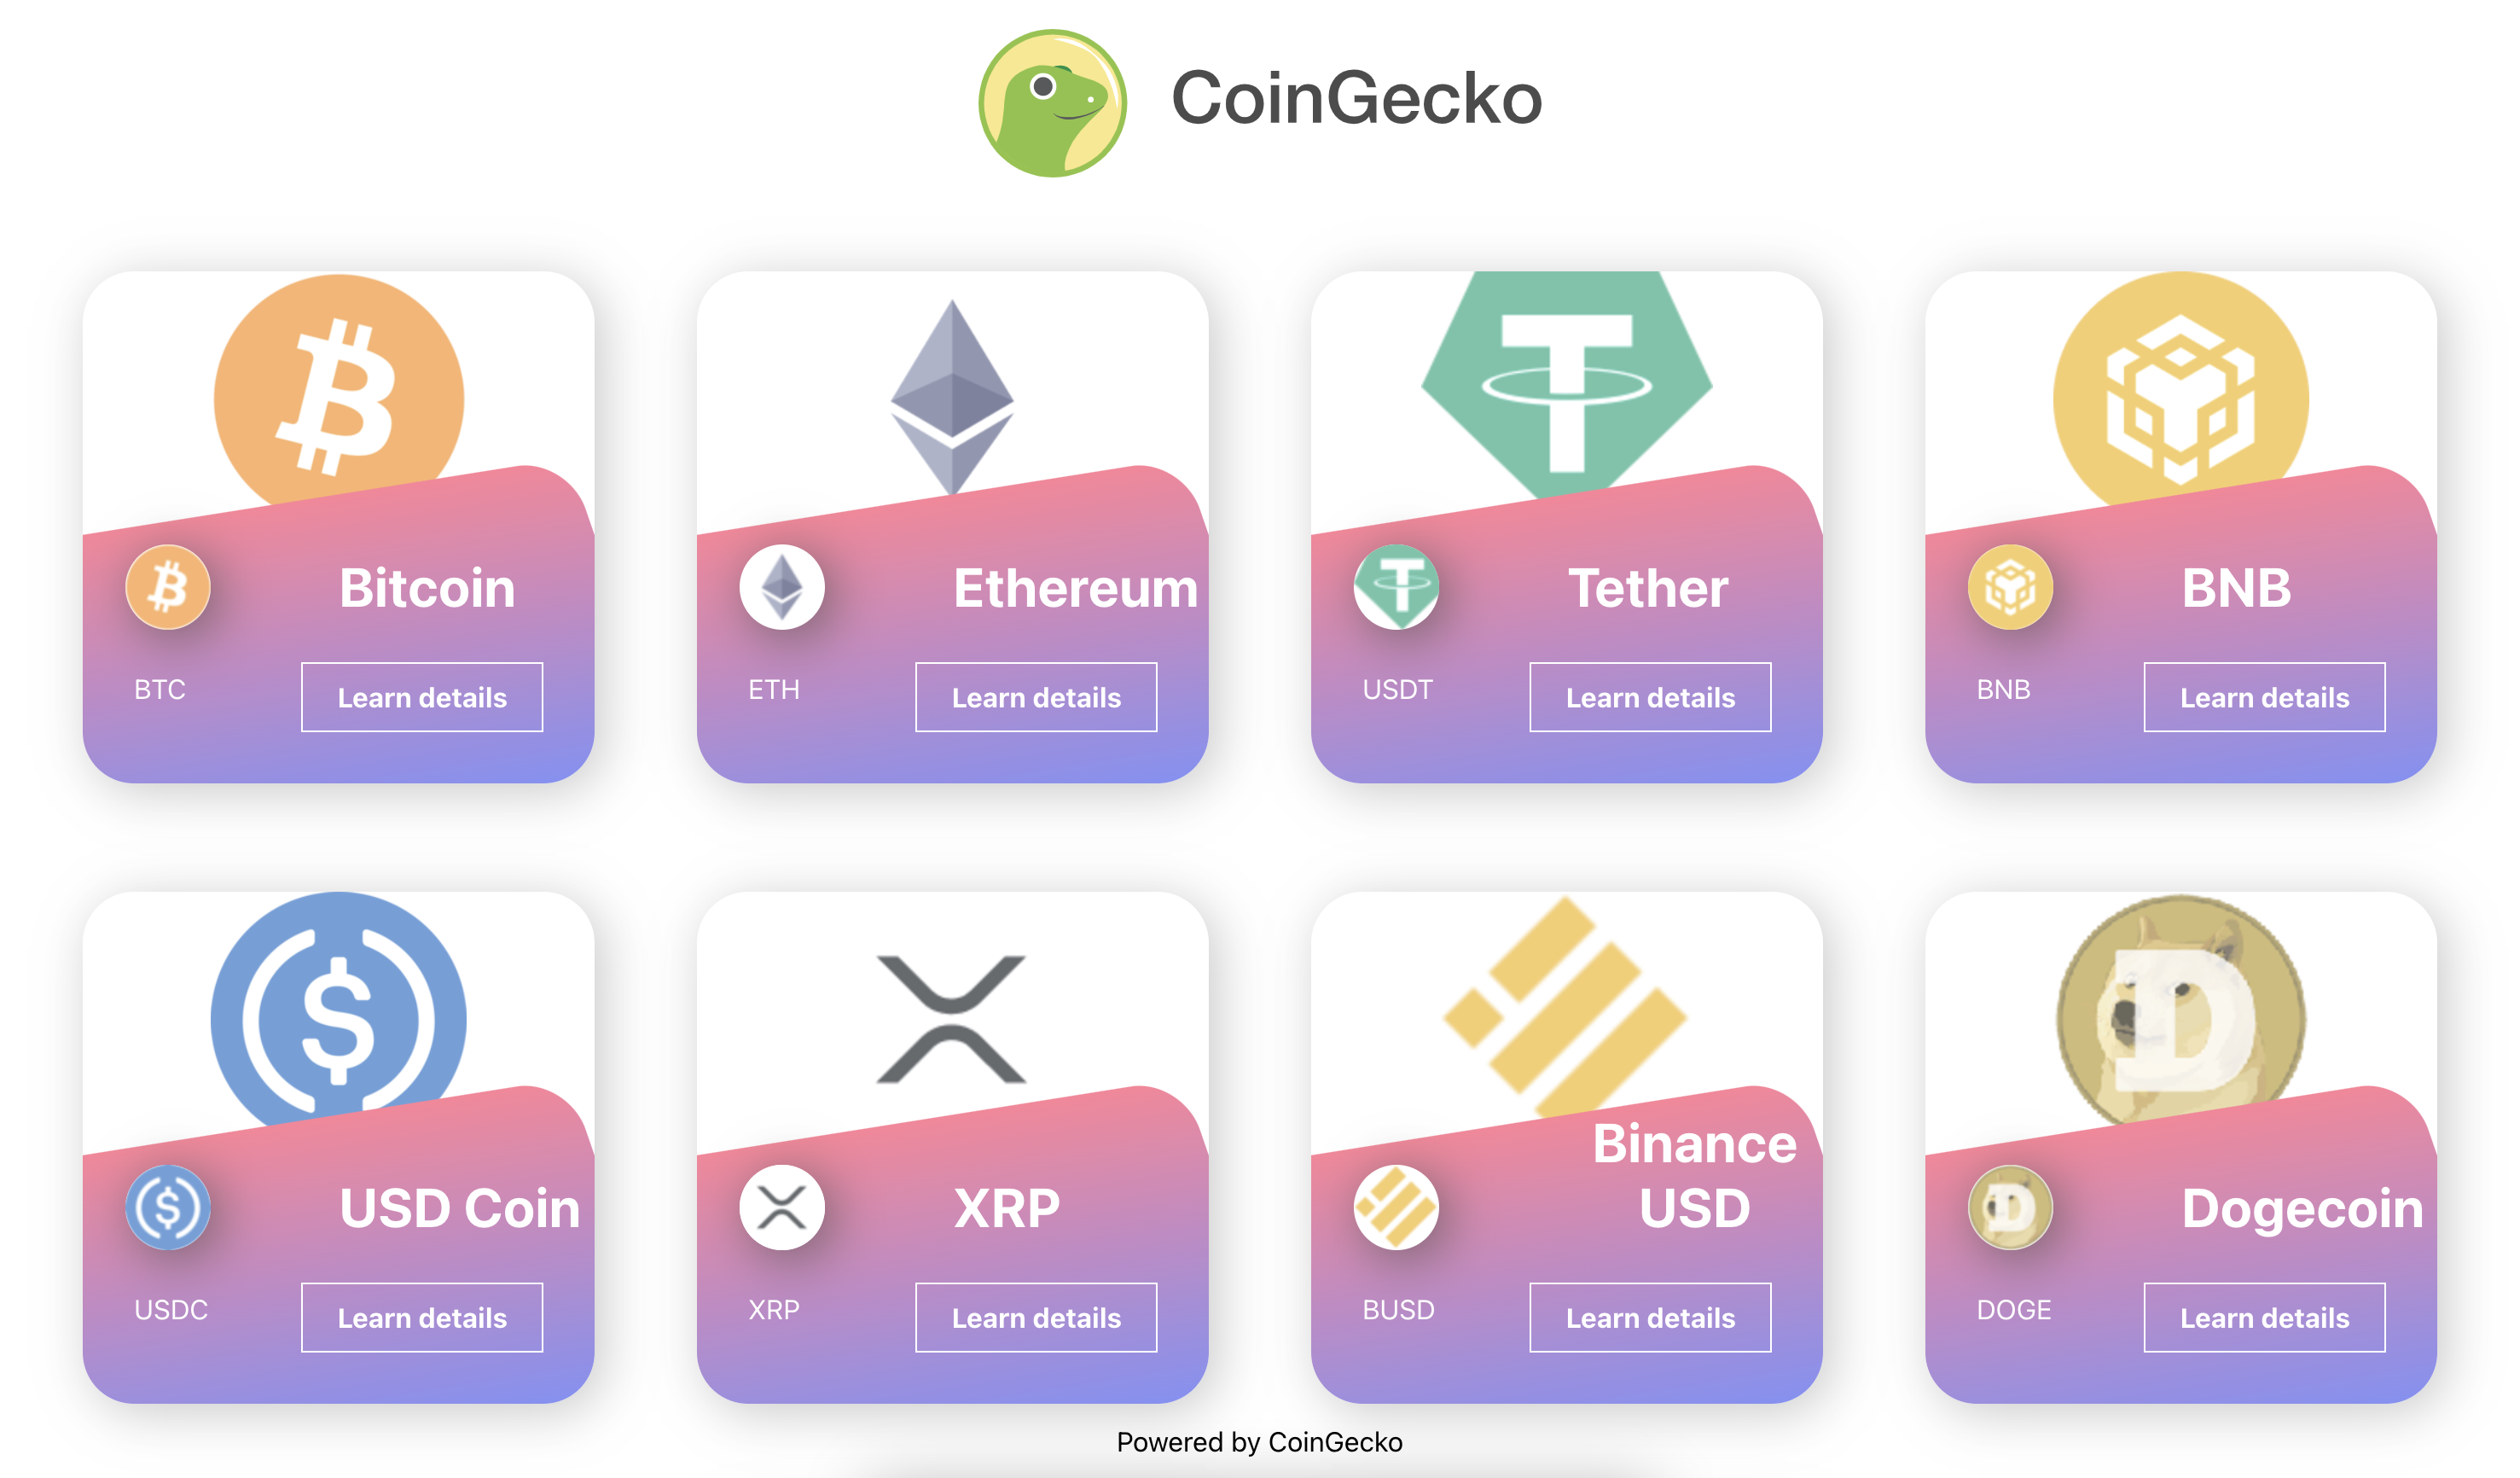 CoinGecko
Bitcoin
BTC
Learn details
Ethereum
ETH
Learn details
Tether
USDT
Learn details
BNB
BNB
Learn details
USD Coin
USDC
Learn details
XRP
XRP
Learn details
Binance
USD
BUSD
Learn details
Dogecoin
DOGE
Learn details
Powered by CoinGecko